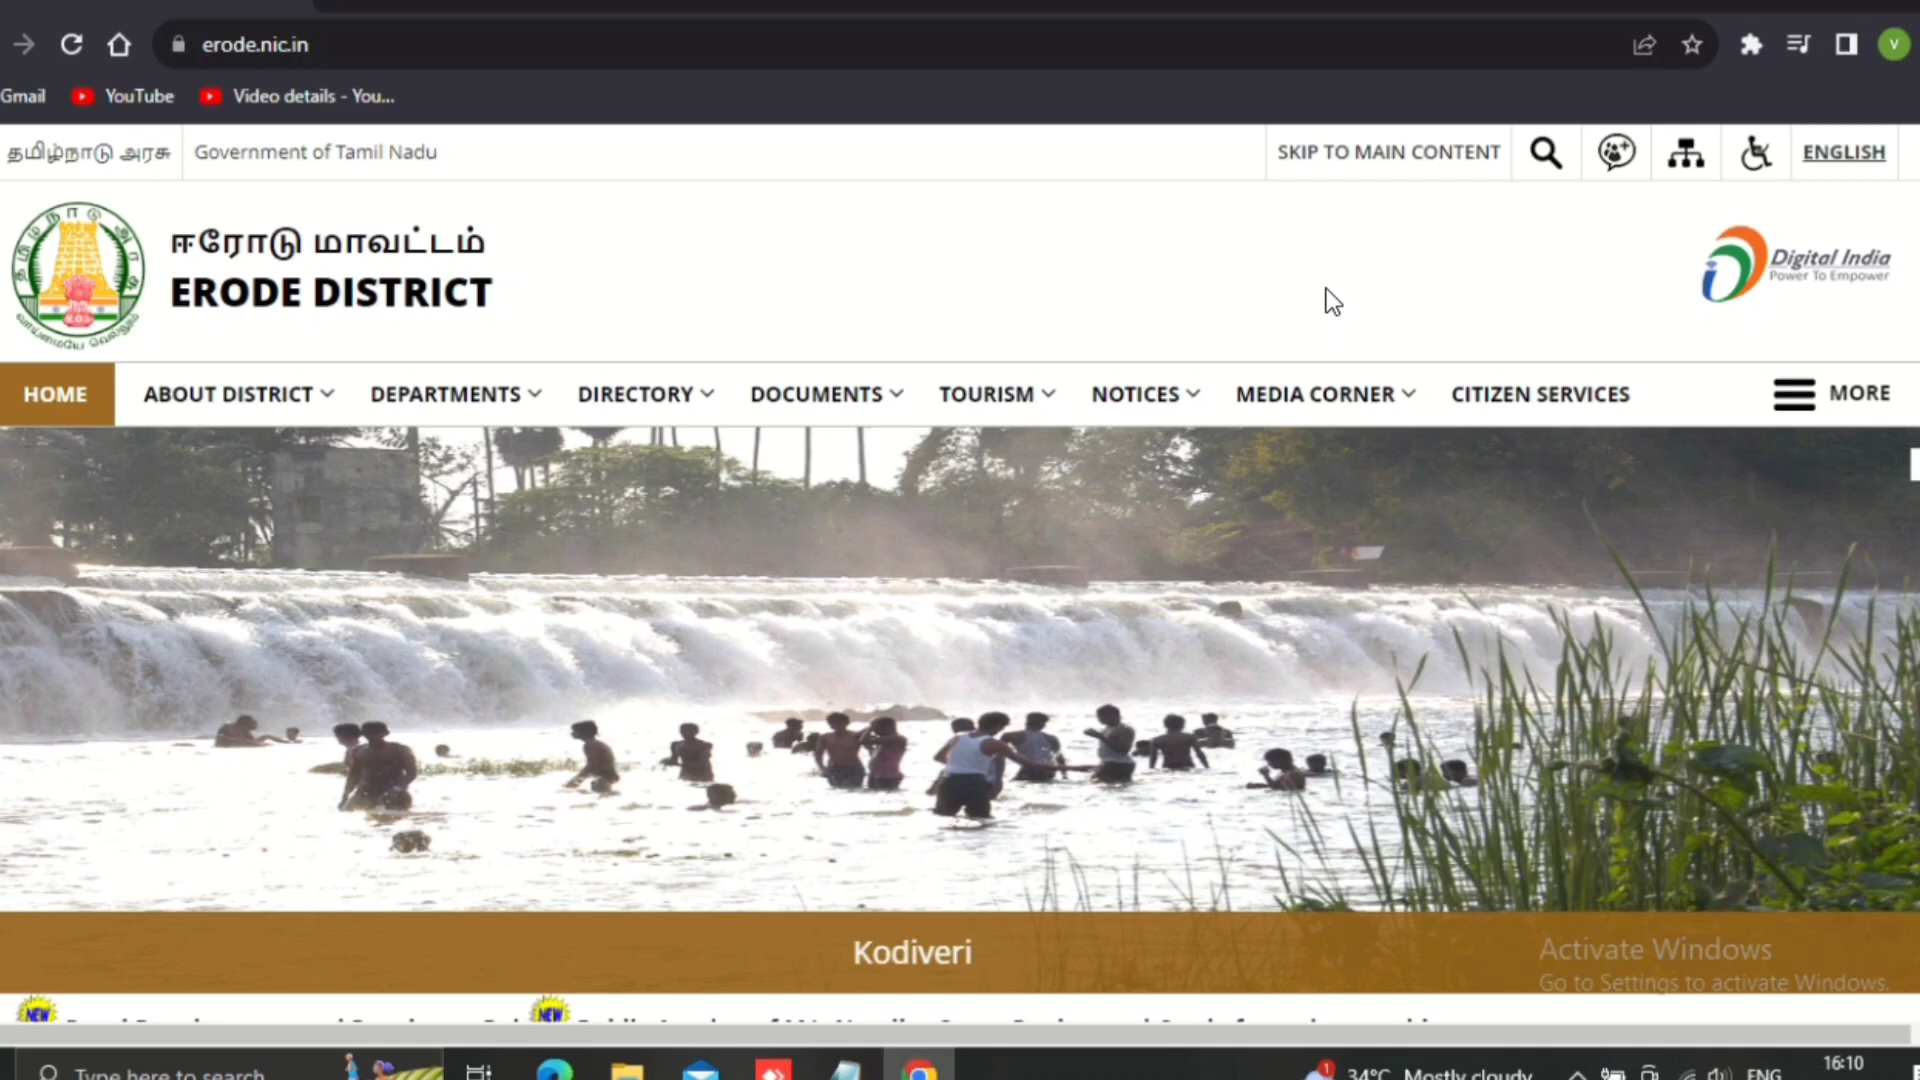 erode.nic.in
Gmail YouTube Video details - You...
தமிழ்நாடு அரசு Government of Tamil Nadu SKIP TO MAIN CONTENT ENGLISH
ஈரோடு மாவட்டம்
ERODE DISTRICT
Digital India
Power To Empower
HOME ABOUT DISTRICT DEPARTMENTS DIRECTORY DOCUMENTS TOURISM NOTICES MEDIA CORNER CITIZEN SERVICES MORE
Kodiveri
Activate Windows
Go to Settings to activate Windows.
NEW NEW
Type here to search 1 34°C Mostly cloudy ENG 16:10
தமிழ்நாடு அரசு
வாய்மையே வெல்லும்
V